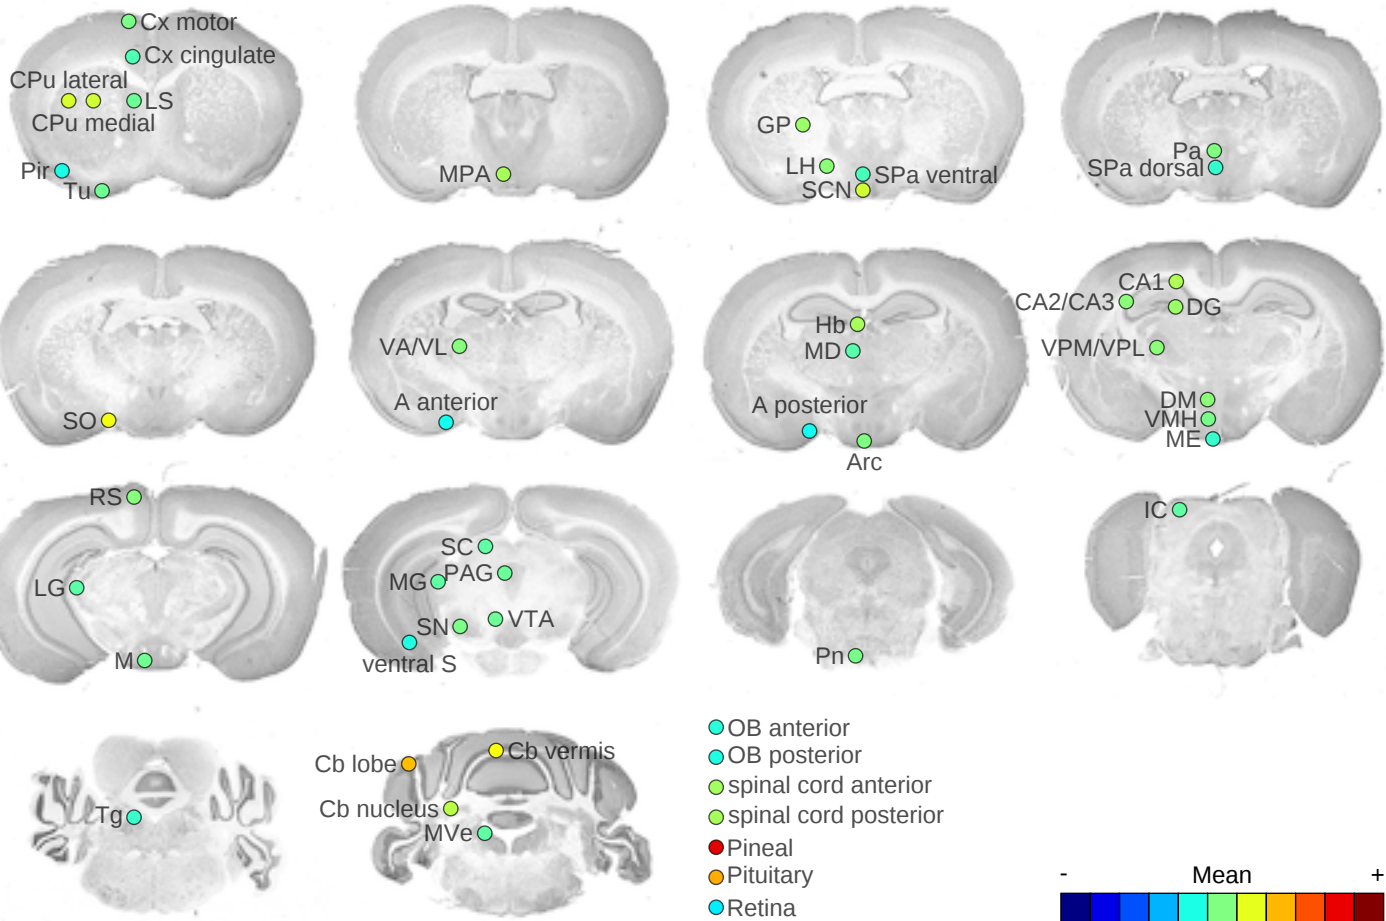 Cx motor
Cx cingulate
CPu lateral
LS
CPu medial
Pir
Tu
MPA
GP
LH
SPa ventral
SCN
Pa
SPa dorsal
SO
VA/VL
A anterior
Hb
MD
A posterior
Arc
CA1
CA2/CA3
DG
VPM/VPL
DM
VMH
ME
RS
LG
M
SC
PAG
MG
VTA
SN
ventral S
Pn
IC
Tg
Cb lobe
Cb vermis
Cb nucleus
MVe
OB anterior
OB posterior
spinal cord anterior
spinal cord posterior
Pineal
Pituitary
Retina
- Mean +